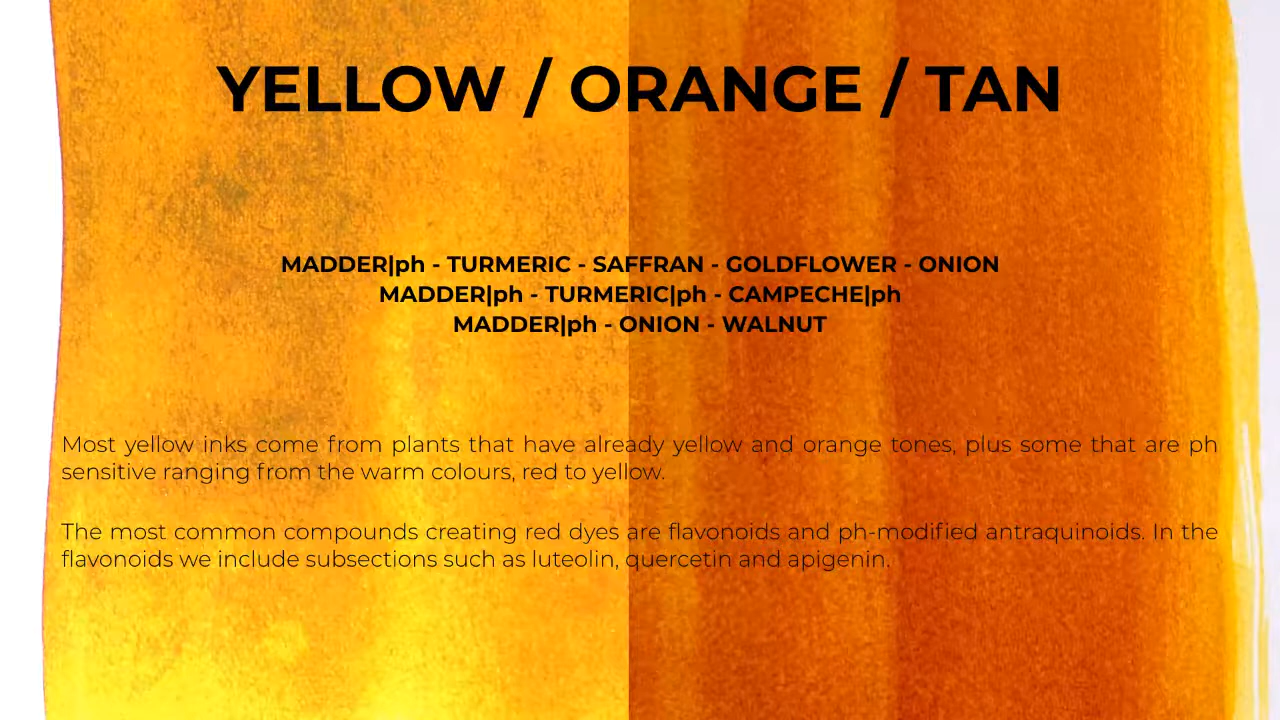 YELLOW / ORANGE / TAN
MADDER|ph - TURMERIC - SAFFRAN - GOLDFLOWER - ONION
MADDER|ph - TURMERIC|ph - CAMPECHE|ph
MADDER|ph - ONION - WALNUT
Most yellow inks come from plants that have already yellow and orange tones, plus some that are ph
sensitive ranging from the warm colours, red to yellow.
The most common compounds creating red dyes are flavonoids and ph-modified antraquinoids. In the
flavonoids we include subsections such as luteolin, quercetin and apigenin.